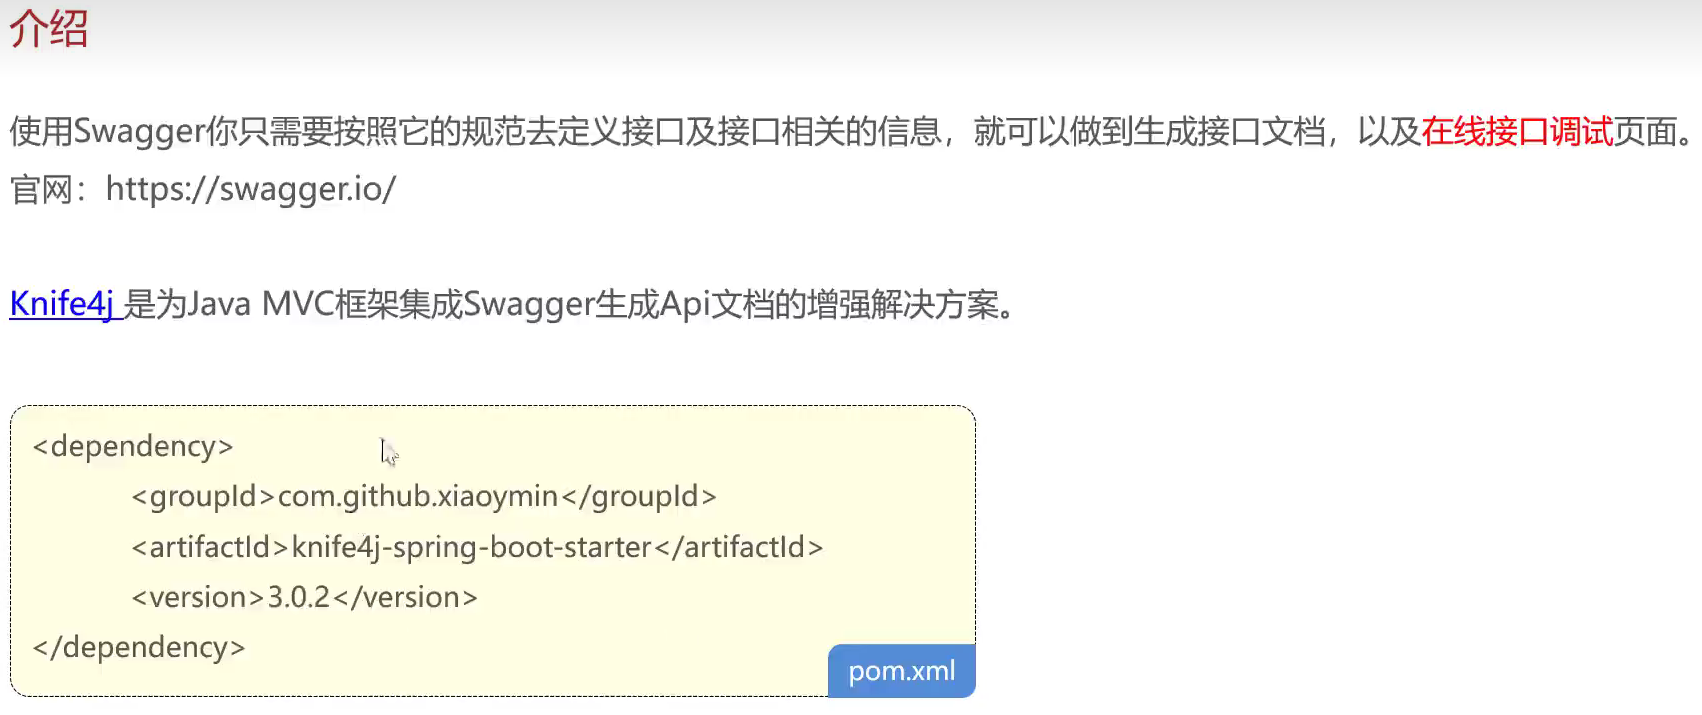 介绍
使用Swagger你只需要按照它的规范去定义接口及接口相关的信息，就可以做到生成接口文档，以及在线接口调试页面。
官网：https://swagger.io/
Knife4j 是为Java MVC框架集成Swagger生成Api文档的增强解决方案。
<dependency>
<groupId>com.github.xiaoymin</groupId>
<artifactId>knife4j-spring-boot-starter</artifactId>
<version>3.0.2</version>
</dependency>
pom.xml